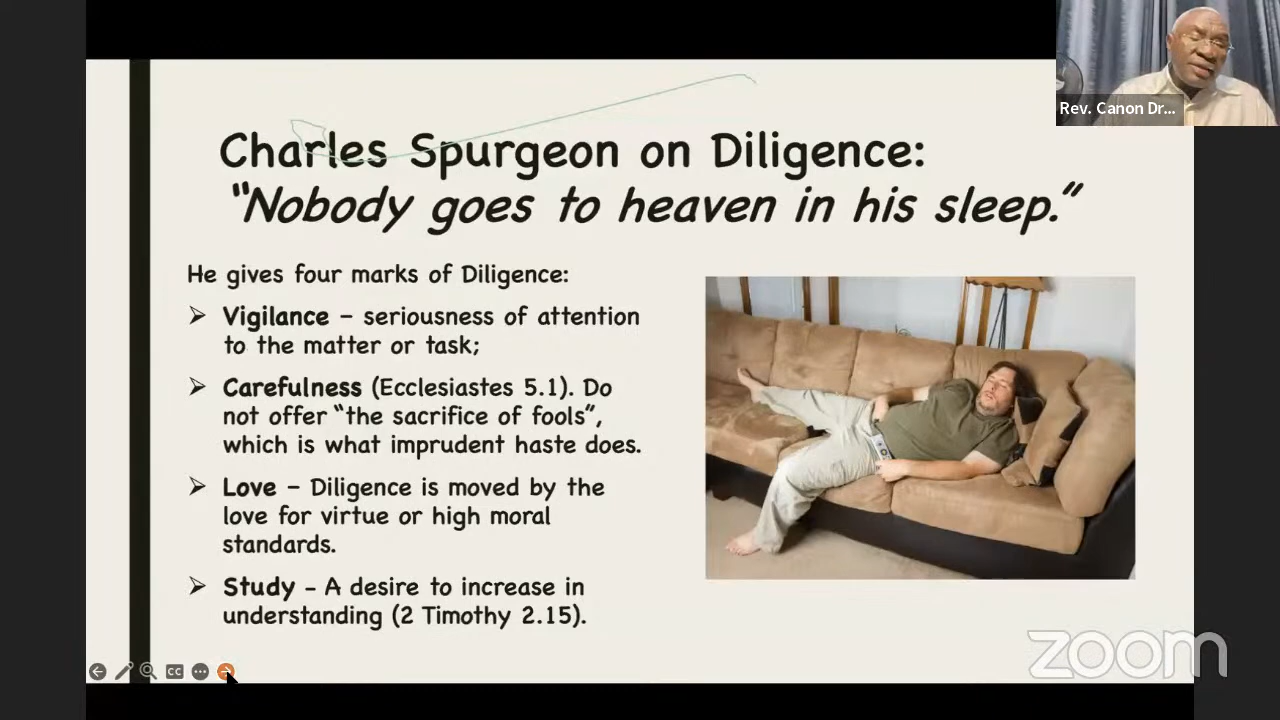 Rev. Canon Dr...
Charles Spurgeon on Diligence:
"Nobody goes to heaven in his sleep."
He gives four marks of Diligence:
➢ Vigilance – seriousness of attention
to the matter or task;
➢ Carefulness (Ecclesiastes 5.1). Do
not offer “the sacrifice of fools”,
which is what imprudent haste does.
➢ Love – Diligence is moved by the
love for virtue or high moral
standards.
➢ Study – A desire to increase in
understanding (2 Timothy 2.15).
CC
zoom